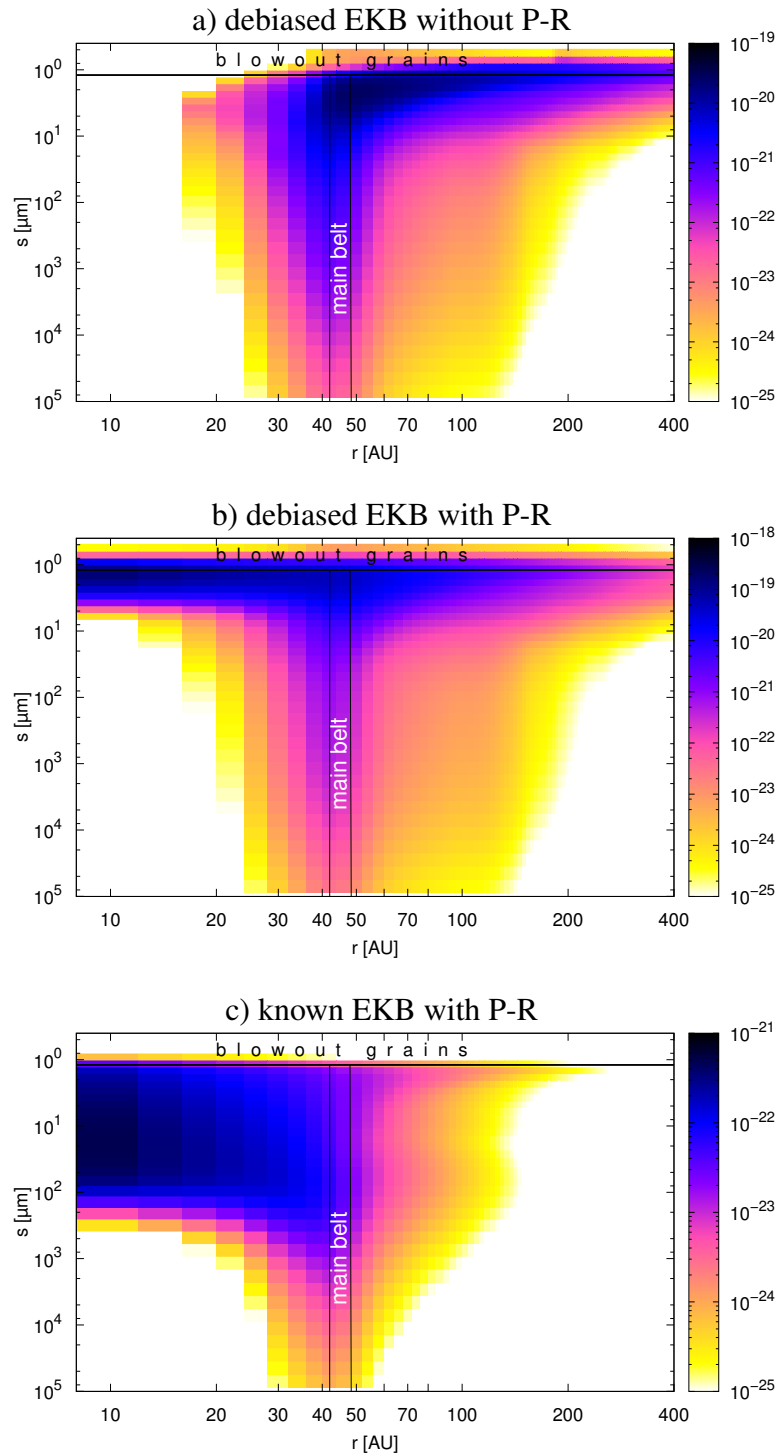 a) debiased EKB without P-R
blowout grains
main belt
s [µm]
10^0
10^1
10^2
10^3
10^4
10^5
10 20 30 40 50 70 100 200 400
r [AU]
10^-19
10^-20
10^-21
10^-22
10^-23
10^-24
10^-25
b) debiased EKB with P-R
blowout grains
main belt
s [µm]
10^0
10^1
10^2
10^3
10^4
10^5
10 20 30 40 50 70 100 200 400
r [AU]
10^-18
10^-19
10^-20
10^-21
10^-22
10^-23
10^-24
10^-25
c) known EKB with P-R
blowout grains
main belt
s [µm]
10^0
10^1
10^2
10^3
10^4
10^5
10 20 30 40 50 70 100 200 400
r [AU]
10^-21
10^-22
10^-23
10^-24
10^-25